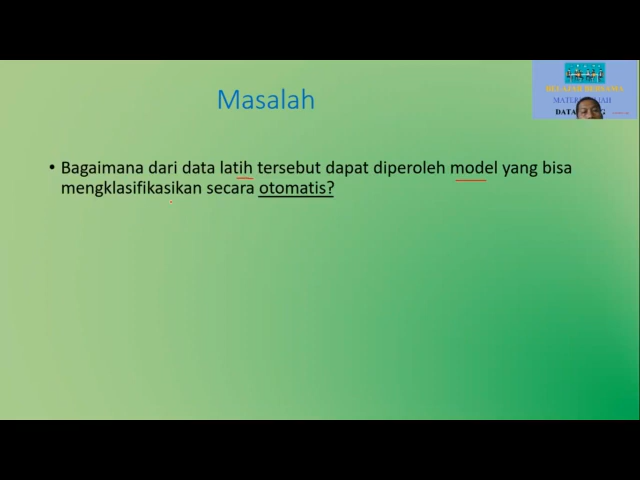 Masalah
• Bagaimana dari data latih tersebut dapat diperoleh model yang bisa
mengklasifikasikan secara otomatis?
BELAJAR BERSAMA
DATA